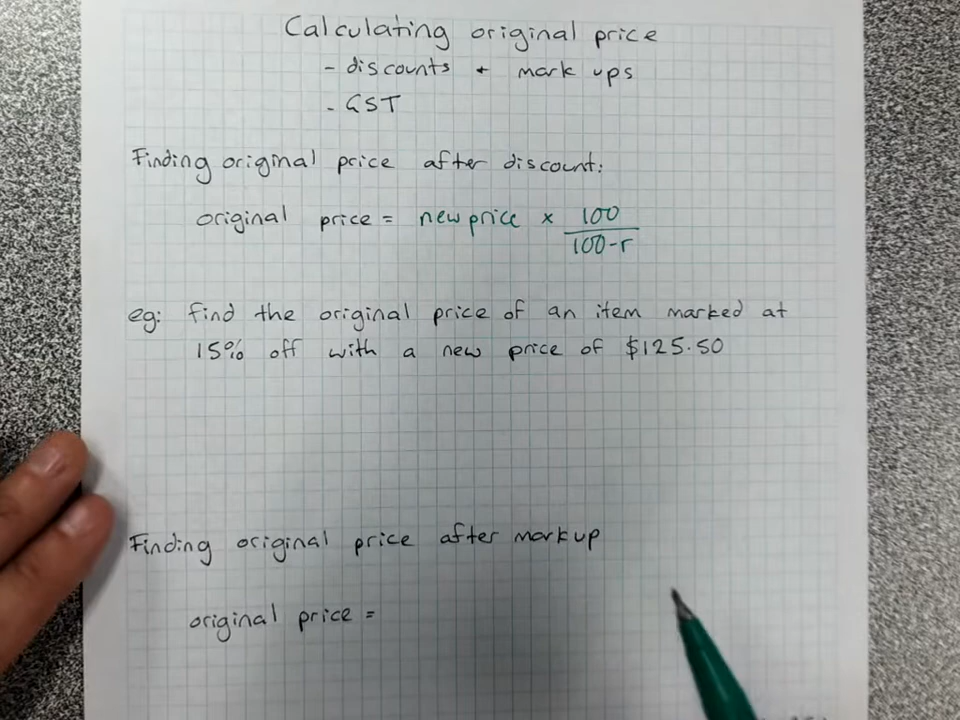 Calculating original price
- discounts + mark ups
- GST
Finding original price after discount:
original price = new price × 100/100-r
eg: find the original price of an item marked at
15% off with a new price of $125.50
Finding original price after markup
original price =